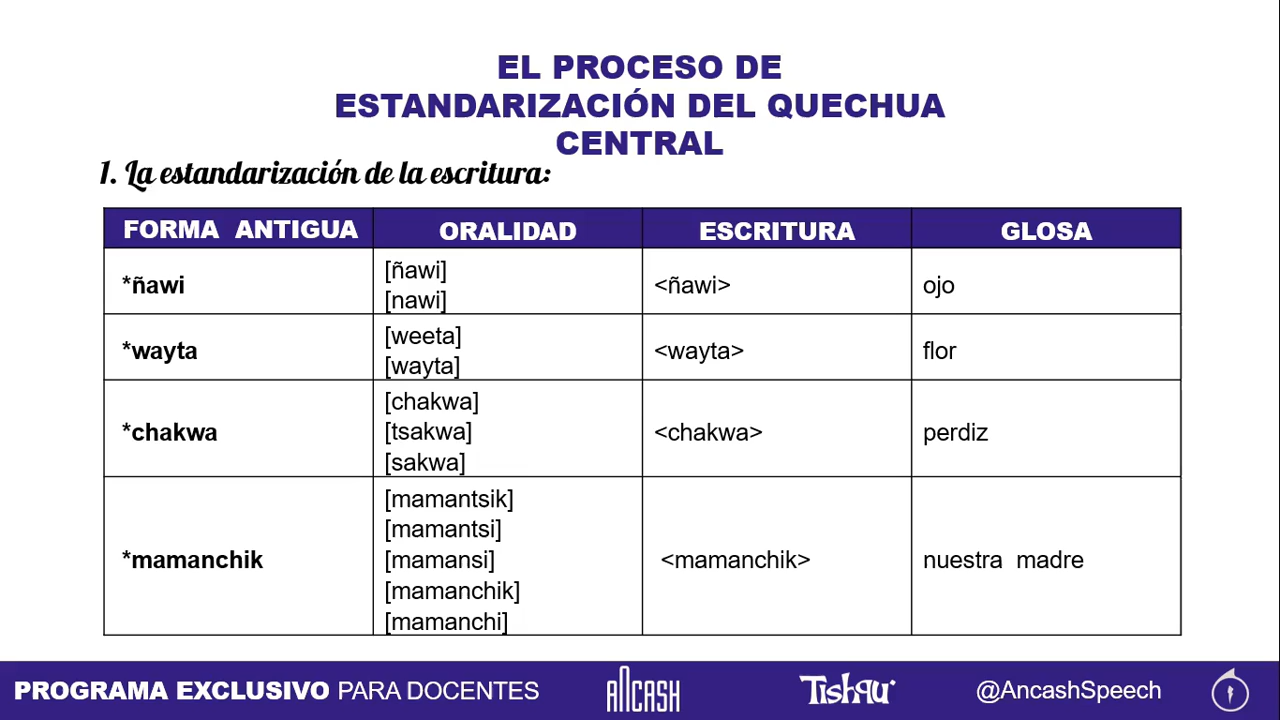 EL PROCESO DE
ESTANDARIZACIÓN DEL QUECHUA
CENTRAL
1. La estandarización de la escritura:
FORMA ANTIGUA ORALIDAD ESCRITURA GLOSA
*ñawi
[ñawi]
[nawi]
<ñawi>
ojo
*wayta
[weeta]
[wayta]
<wayta>
flor
*chakwa
[chakwa]
[tsakwa]
[sakwa]
<chakwa>
perdiz
*mamanchik
[mamantsik]
[mamantsi]
[mamansi]
[mamanchik]
[mamanchi]
<mamanchik>
nuestra madre
PROGRAMA EXCLUSIVO PARA DOCENTES
ANCASH
Tishqu
@AncashSpeech